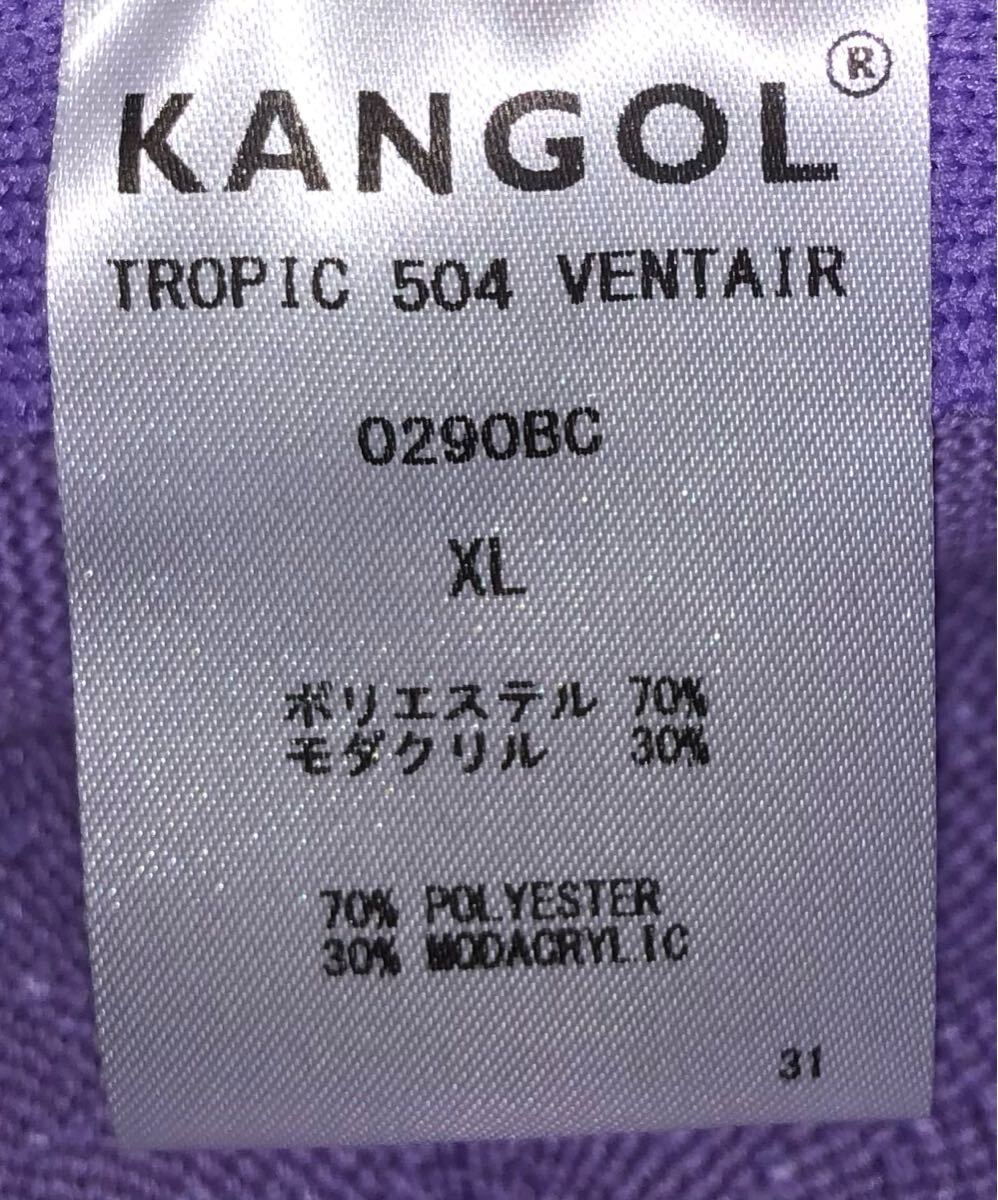 KANGOL®
TROPIC 504 VENTAIR
0290BC
XL
ポリエステル 70%
モダクリル 30%
70% POLYESTER
30% MODACRYLIC
31